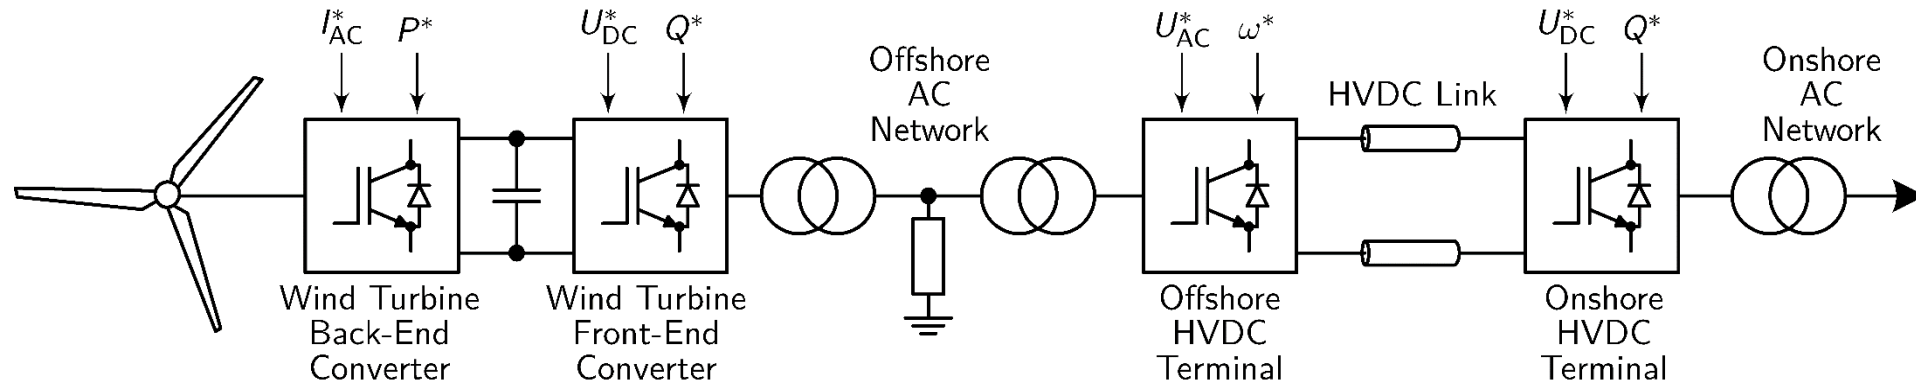 I*AC P* U*DC Q* U*AC ω* U*DC Q*
Offshore
AC
Network
HVDC Link
Onshore
AC
Network
Wind Turbine
Back-End
Converter
Wind Turbine
Front-End
Converter
Offshore
HVDC
Terminal
Onshore
HVDC
Terminal